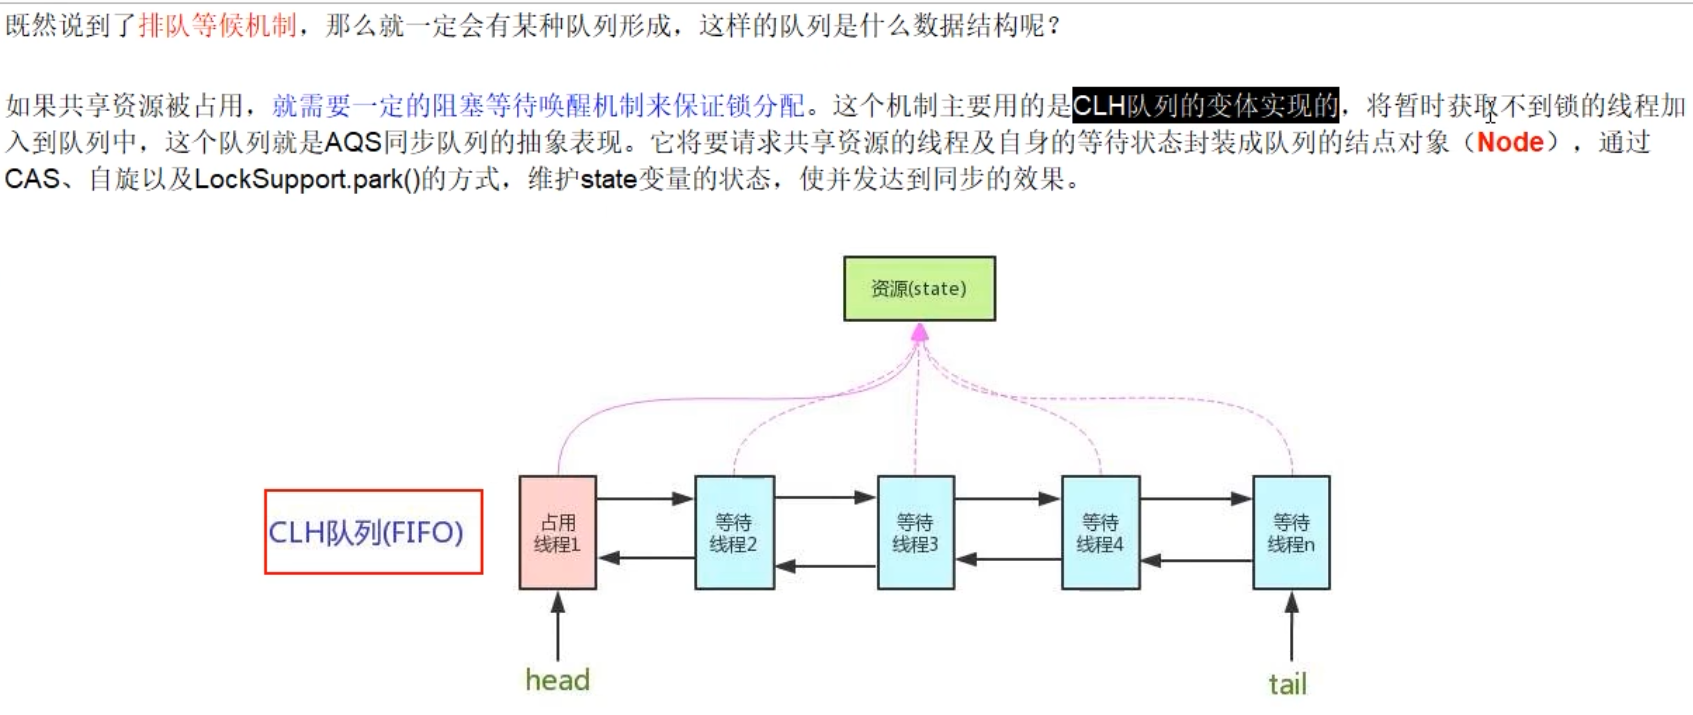 既然说到了排队等候机制，那么就一定会有某种队列形成，这样的队列是什么数据结构呢？
如果共享资源被占用，就需要一定的阻塞等待唤醒机制来保证锁分配。这个机制主要用的是CLH队列的变体实现的，将暂时获取不到锁的线程加
入到队列中，这个队列就是AQS同步队列的抽象表现。它将要请求共享资源的线程及自身的等待状态封装成队列的结点对象（Node），通过
CAS、自旋以及LockSupport.park()的方式，维护state变量的状态，使并发达到同步的效果。
资源(state)
CLH队列(FIFO)
占用
线程1
等待
线程2
等待
线程3
等待
线程4
等待
线程n
head
tail